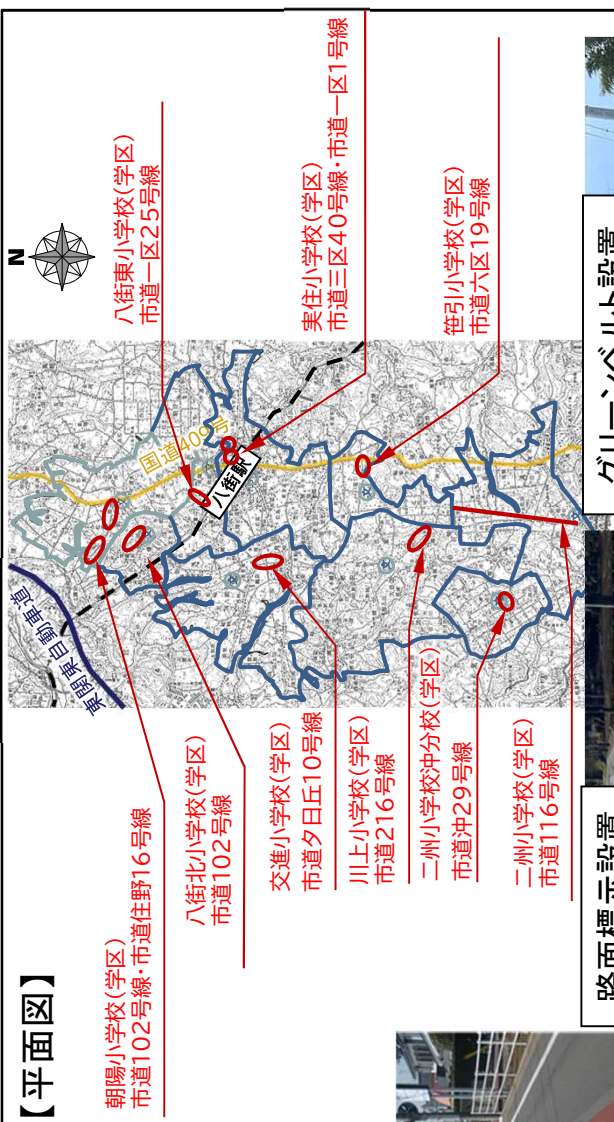 【平面図】
N
朝陽小学校(学区)
市道102号線・市道住野16号線
八街北小学校(学区)
市道102号線
交進小学校(学区)
市道夕日丘10号線
川上小学校(学区)
市道216号線
二州小学校沖分校(学区)
市道沖29号線
二州小学校(学区)
市道116号線
東関東自動車道
国道409号
八街駅
八街東小学校(学区)
市道一区25号線
実住小学校(学区)
市道三区40号線・市道一区1号線
笹引小学校(学区)
市道六区19号線
路面標示設置
グリーンベルト設置